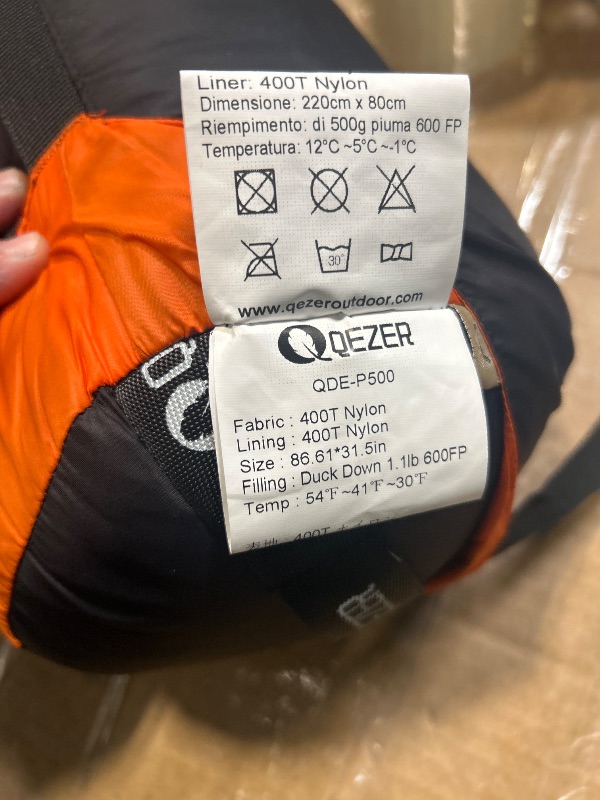 Liner: 400T Nylon
Dimensione: 220cm x 80cm
Riempimento: di 500g piuma 600 FP
Temperatura: 12°C ~5°C ~-1°C
30°
www.qezeroutdoor.com
QEZER
QDE-P500
Fabric : 400T Nylon
Lining : 400T Nylon
Size : 86.61*31.5in
Filling : Duck Down 1.1lb 600FP
Temp : 54℉~41℉~30℉
400T